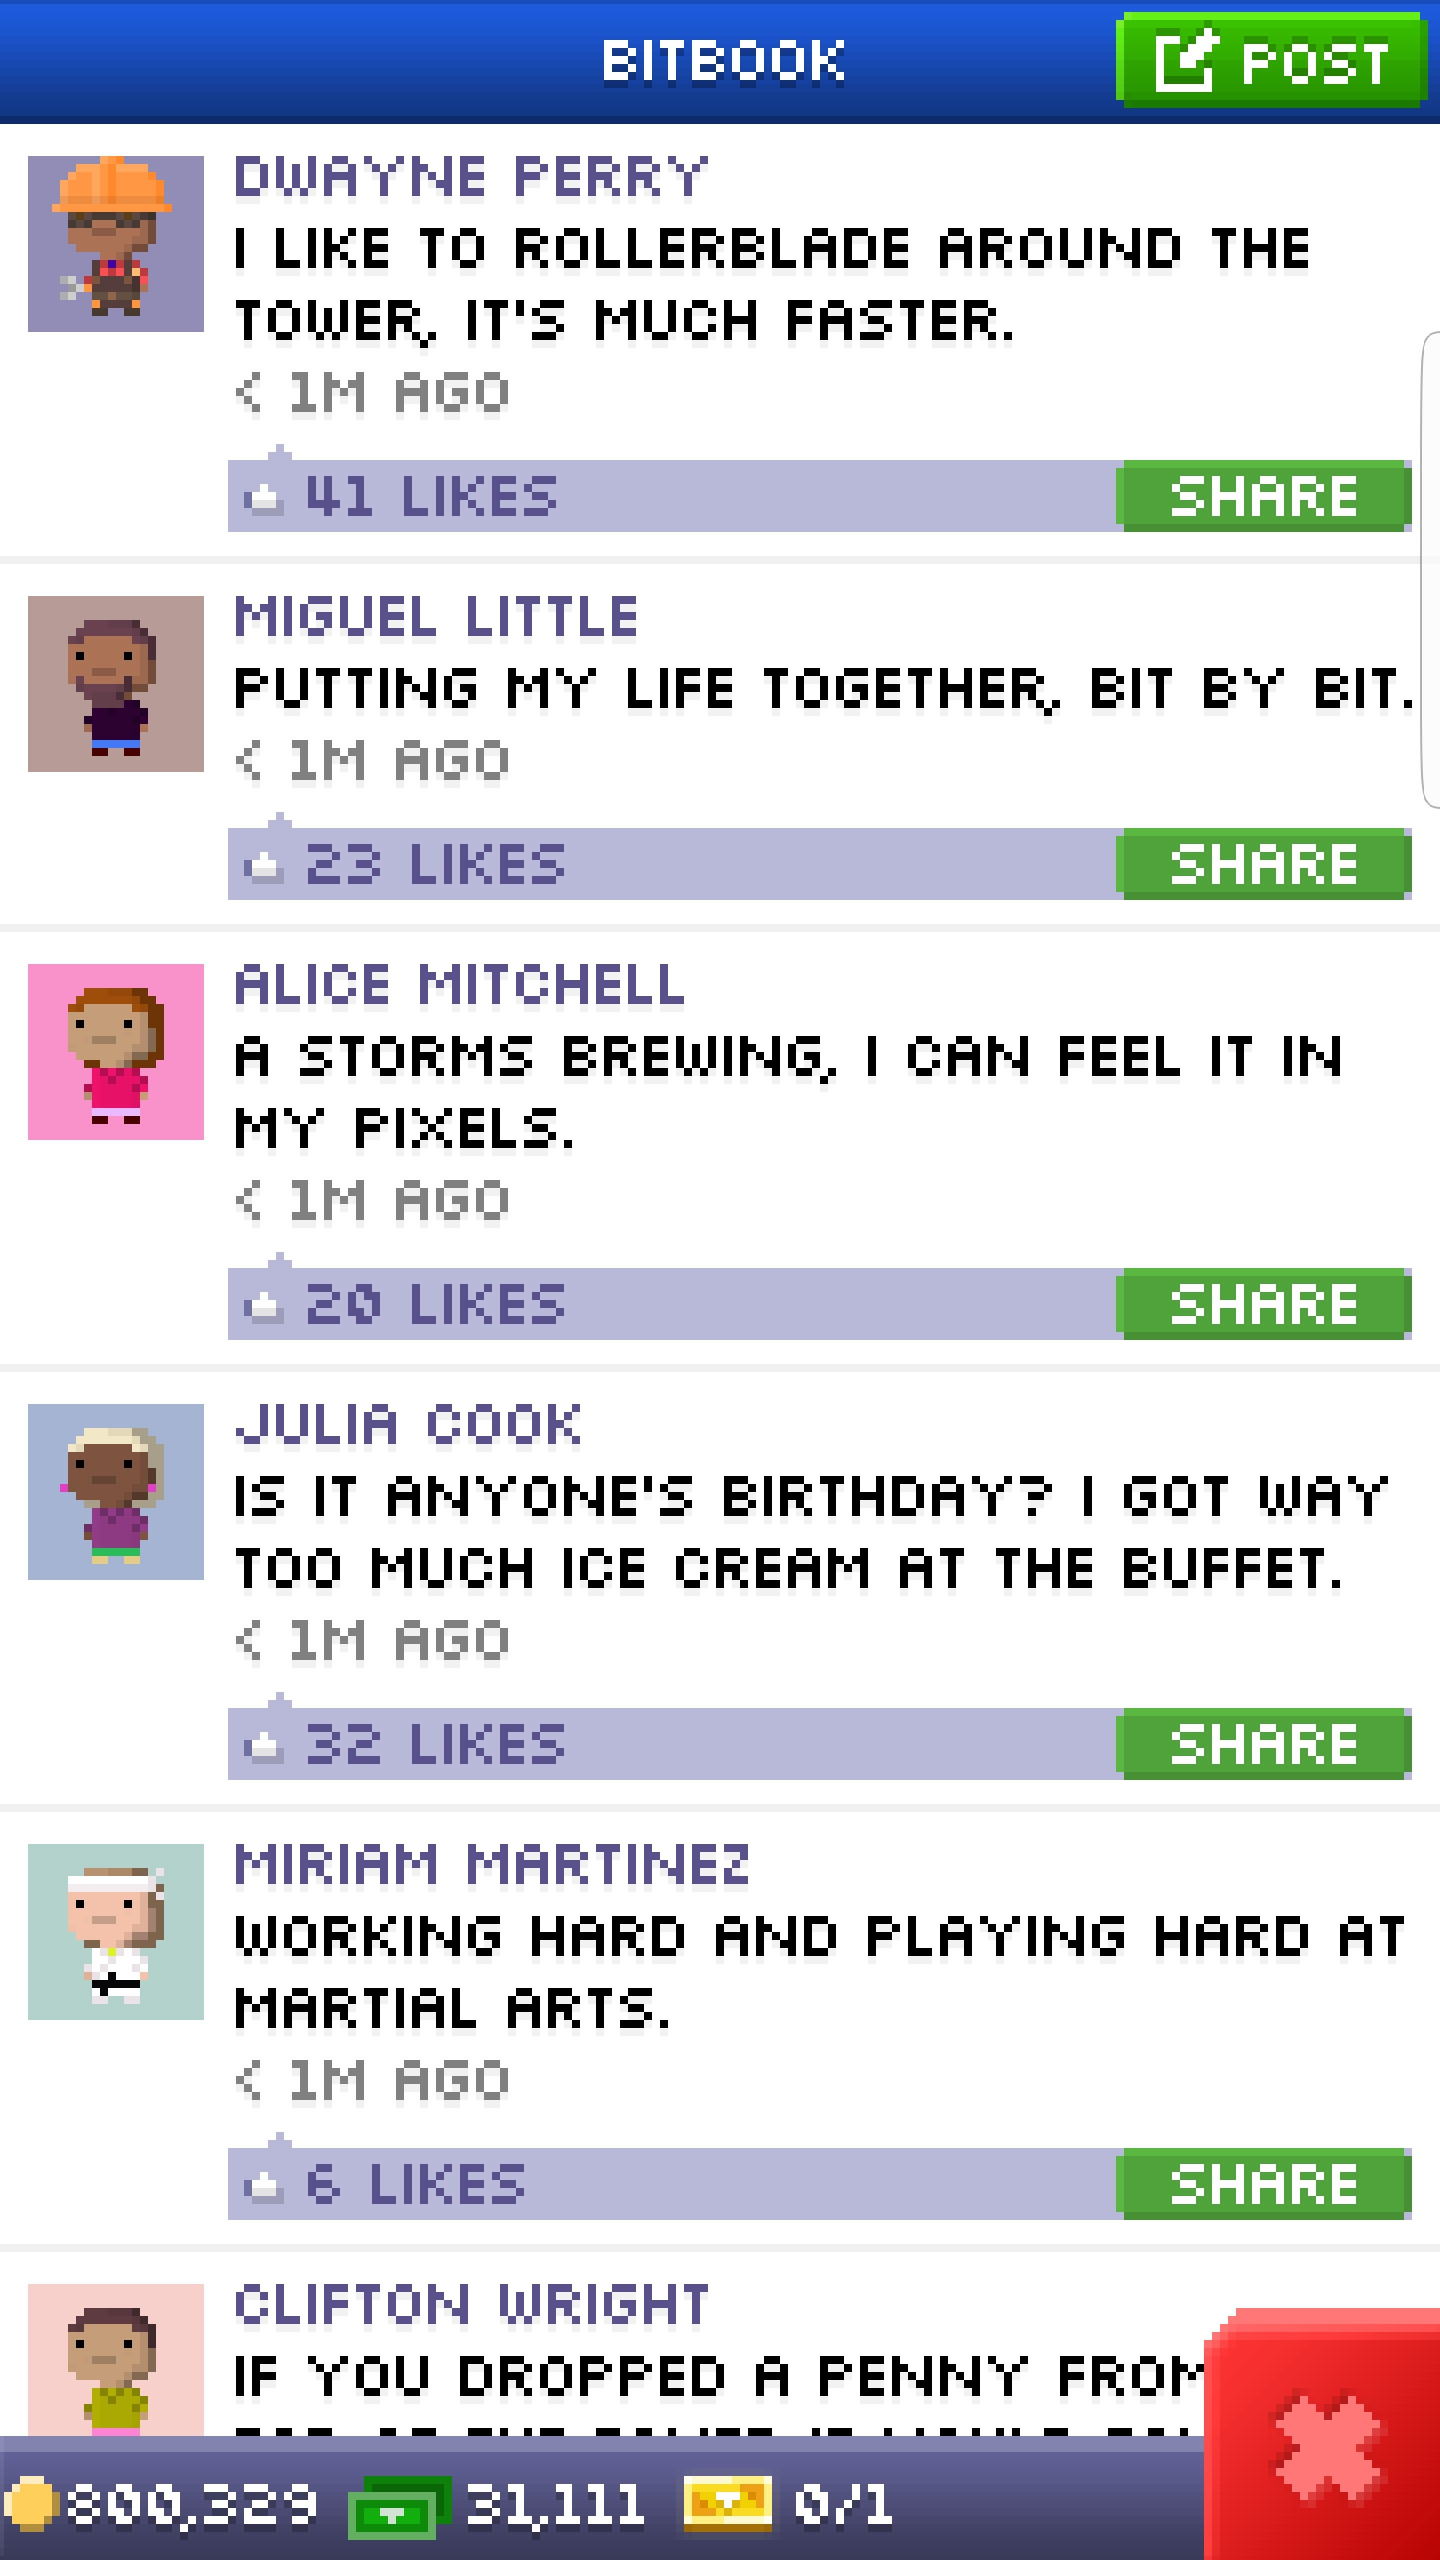 BITBOOK
POST
DWAYNE PERRY
I LIKE TO ROLLERBLADE AROUND THE
TOWER, IT'S MUCH FASTER.
< 1M AGO
41 LIKES
SHARE
MIGUEL LITTLE
PUTTING MY LIFE TOGETHER, BIT BY BIT.
< 1M AGO
23 LIKES
SHARE
ALICE MITCHELL
A STORMS BREWING, I CAN FEEL IT IN
MY PIXELS.
< 1M AGO
20 LIKES
SHARE
JULIA COOK
IS IT ANYONE'S BIRTHDAY? I GOT WAY
TOO MUCH ICE CREAM AT THE BUFFET.
< 1M AGO
32 LIKES
SHARE
MIRIAM MARTINEZ
WORKING HARD AND PLAYING HARD AT
MARTIAL ARTS.
< 1M AGO
6 LIKES
SHARE
CLIFTON WRIGHT
IF YOU DROPPED A PENNY FROM
800,329
31,111
0/1